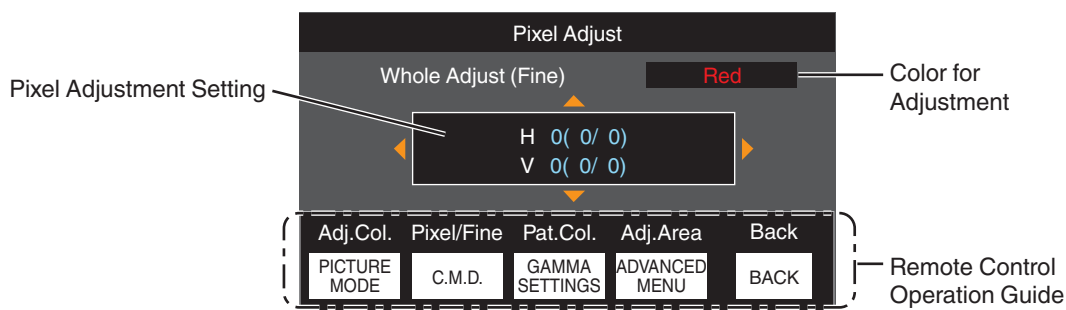 Pixel Adjust
Whole Adjust (Fine) Red
Pixel Adjustment Setting
Color for
Adjustment
H 0( 0/ 0)
V 0( 0/ 0)
Adj.Col. Pixel/Fine Pat.Col. Adj.Area Back
PICTURE
MODE
C.M.D.
GAMMA
SETTINGS
ADVANCED
MENU
BACK
Remote Control
Operation Guide